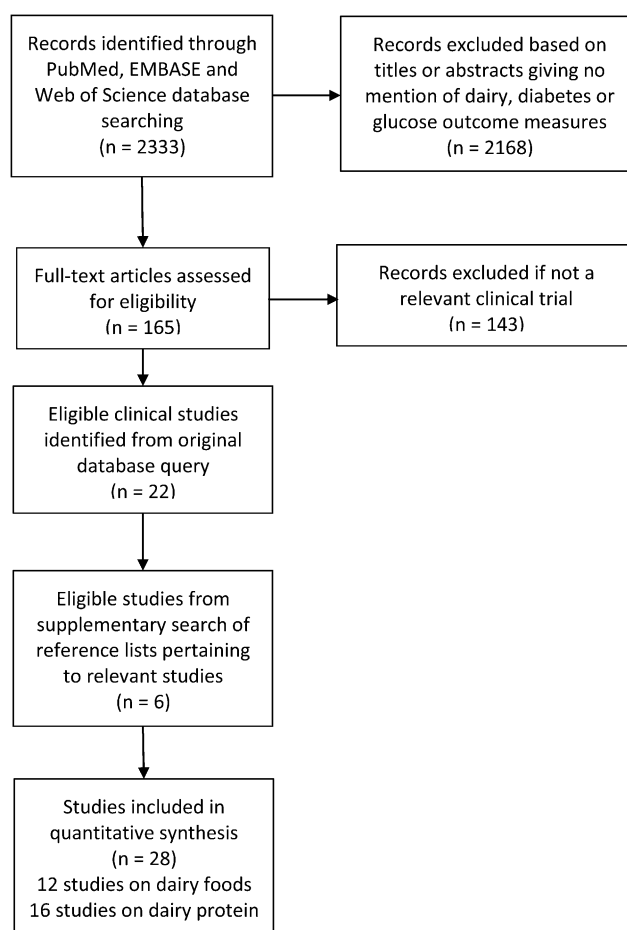 Records identified through
PubMed, EMBASE and
Web of Science database
searching
(n = 2333)
Records excluded based on
titles or abstracts giving no
mention of dairy, diabetes or
glucose outcome measures
(n = 2168)
Full-text articles assessed
for eligibility
(n = 165)
Records excluded if not a
relevant clinical trial
(n = 143)
Eligible clinical studies
identified from original
database query
(n = 22)
Eligible studies from
supplementary search of
reference lists pertaining
to relevant studies
(n = 6)
Studies included in
quantitative synthesis
(n = 28)
12 studies on dairy foods
16 studies on dairy protein